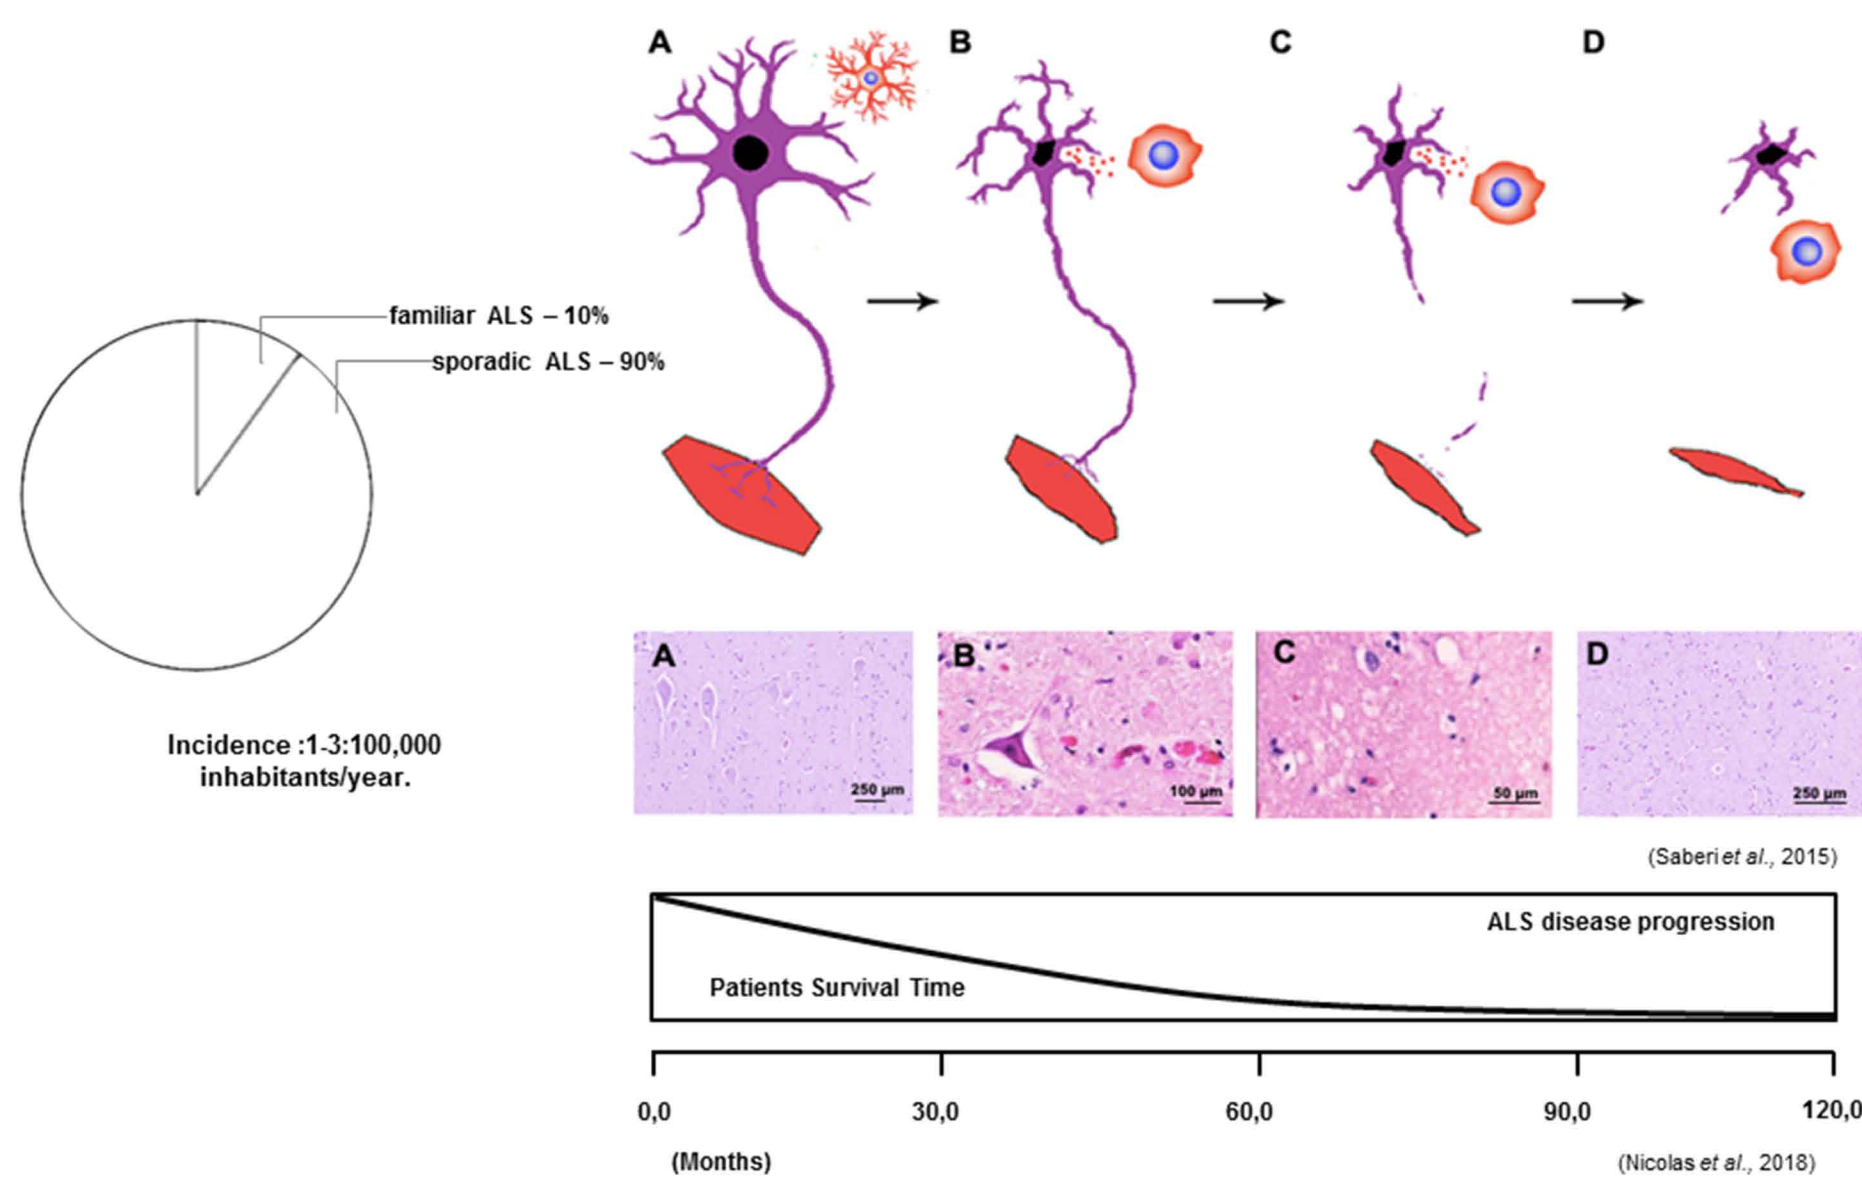 A
B
C
D
familiar ALS – 10%
sporadic ALS – 90%
Incidence :1-3:100,000
inhabitants/year.
A
250 µm
B
100 µm
C
50 µm
D
250 µm
(Saberi et al., 2015)
ALS disease progression
Patients Survival Time
0,0
30,0
60,0
90,0
120,0
(Months)
(Nicolas et al., 2018)